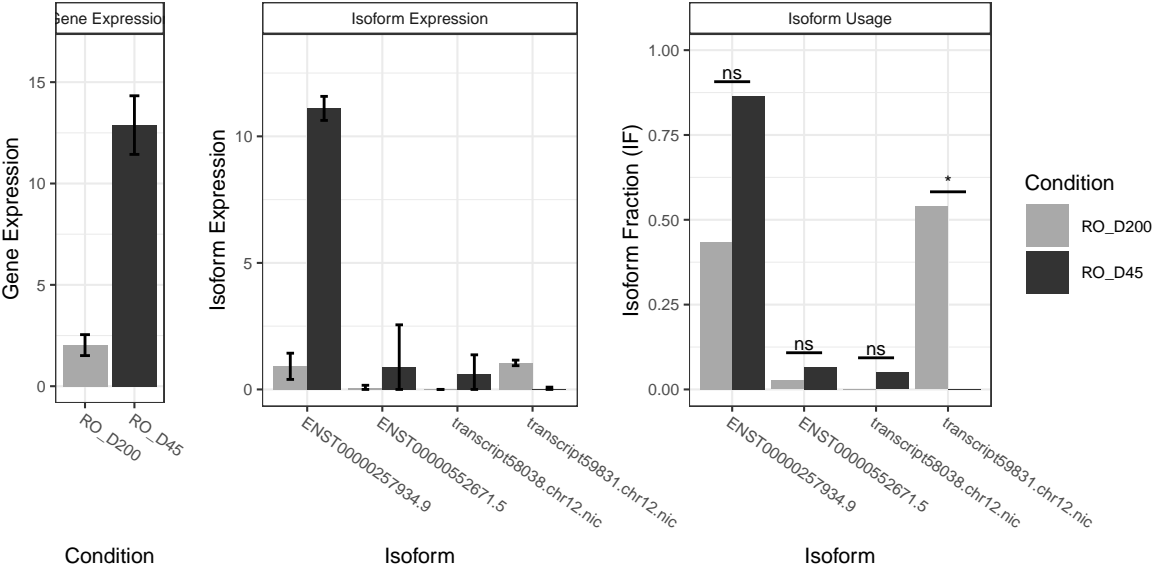 Gene Expression
Isoform Expression
Isoform Usage
Gene Expression
15
10
5
0
RO_D200
RO_D45
Condition
Isoform Expression
10
5
0
ENST00000257934.9
ENST00000552671.5
transcript58038.chr12.nic
transcript59831.chr12.nic
Isoform
Isoform Fraction (IF)
1.00
0.75
0.50
0.25
0.00
ns
ns
ns
*
ENST00000257934.9
ENST00000552671.5
transcript58038.chr12.nic
transcript59831.chr12.nic
Isoform
Condition
RO_D200
RO_D45